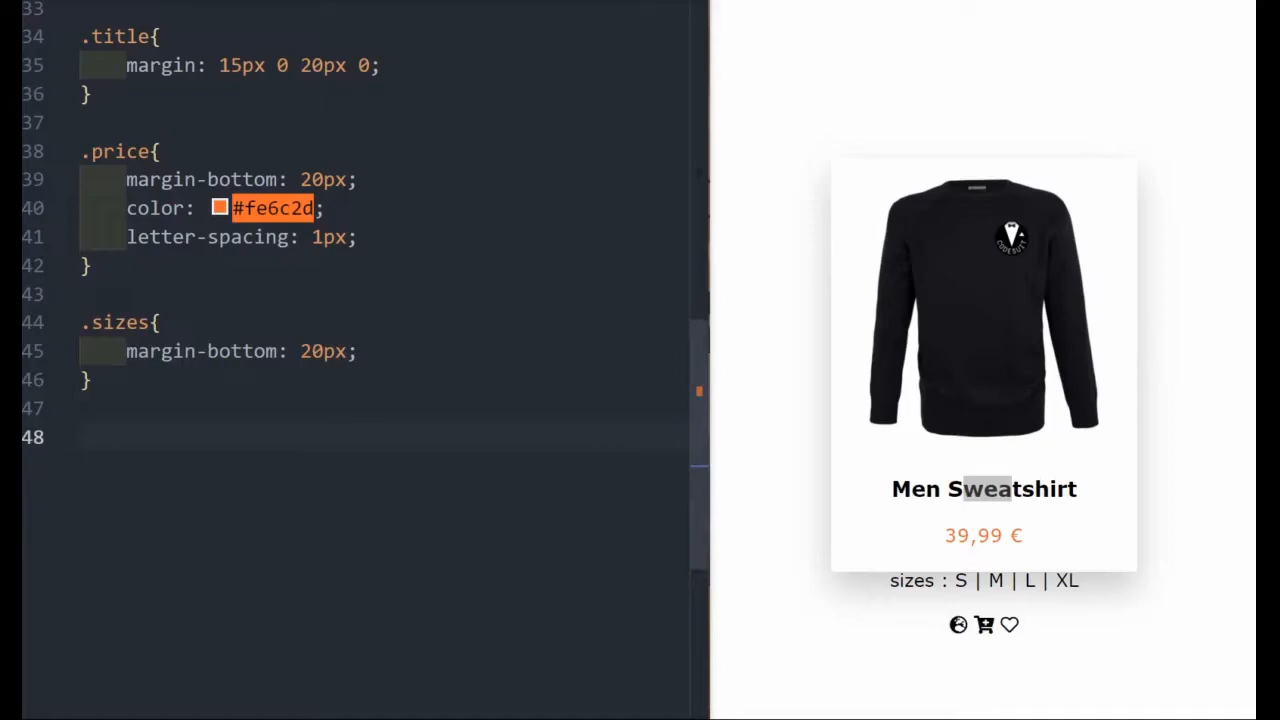 33
34 .title{
35 margin: 15px 0 20px 0;
36 }
37
38 .price{
39 margin-bottom: 20px;
40 color: #fe6c2d;
41 letter-spacing: 1px;
42 }
43
44 .sizes{
45 margin-bottom: 20px;
46 }
47
48
CODESUIT
Men Sweatshirt
39,99 €
sizes : S | M | L | XL